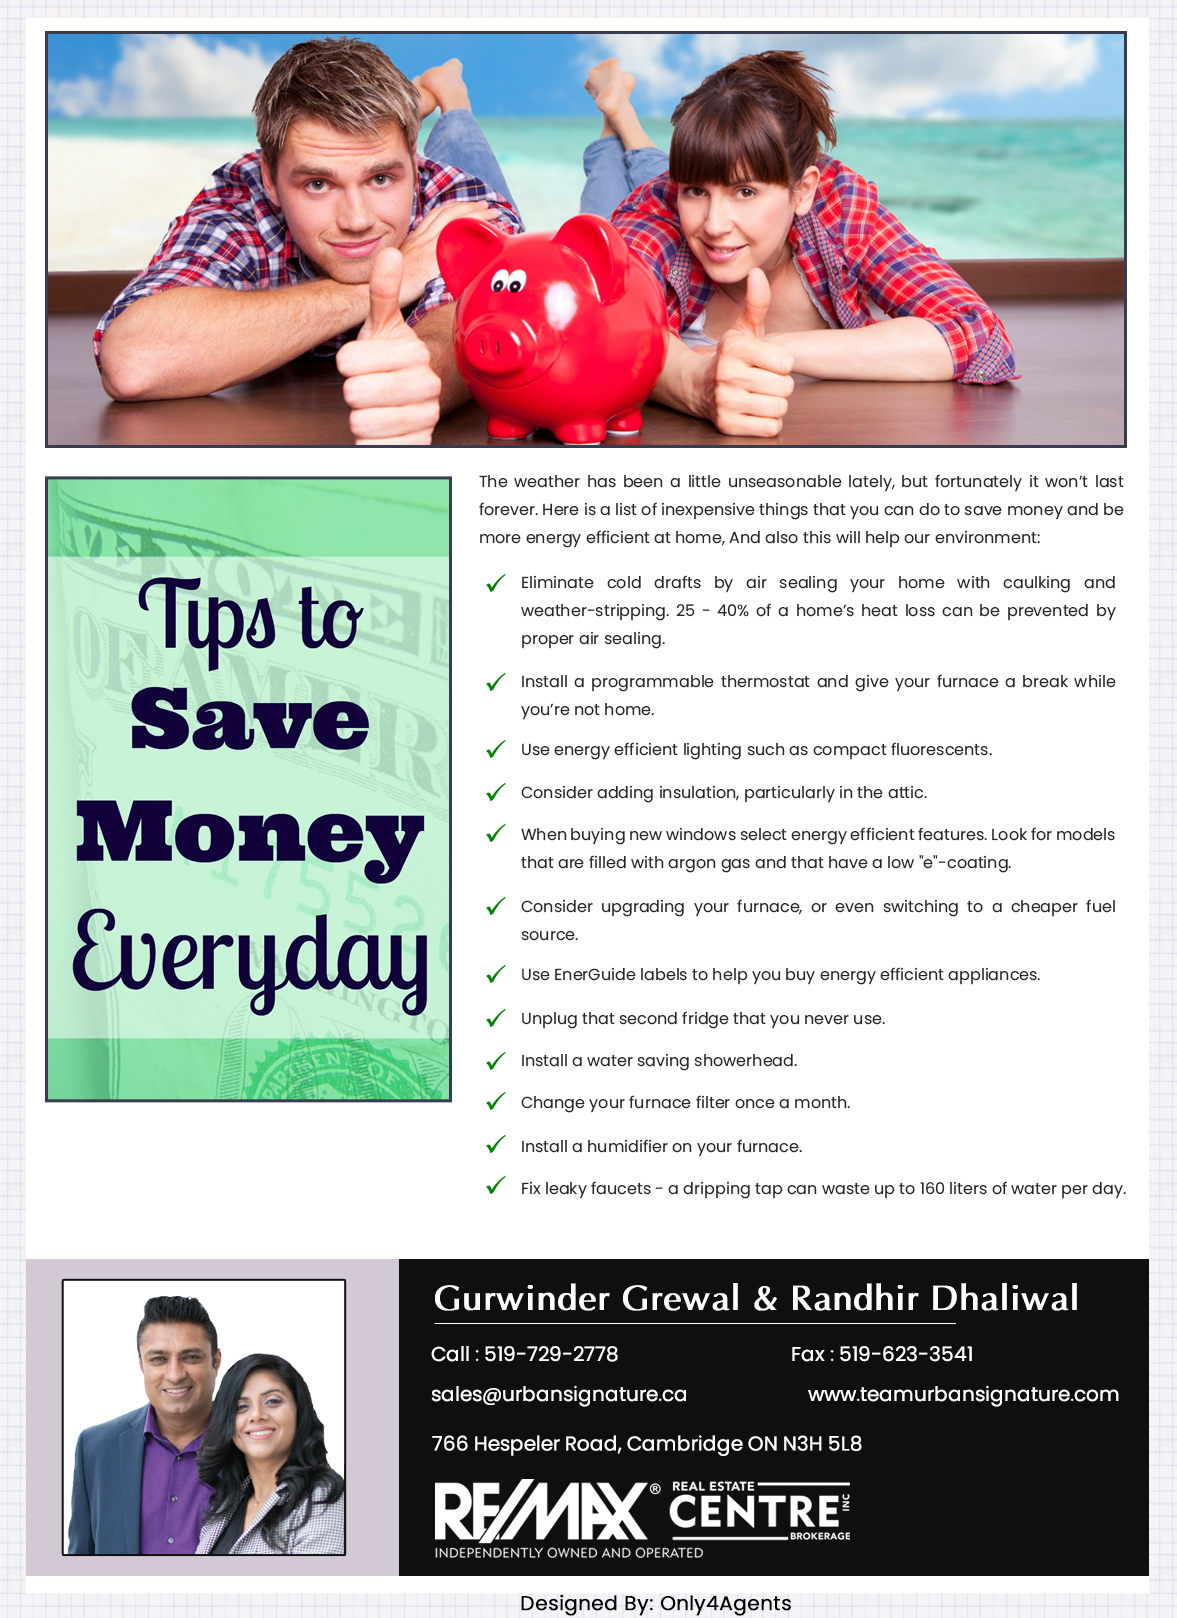 Tips to
Save
Money
Everyday
The weather has been a little unseasonable lately, but fortunately it won’t last
forever. Here is a list of inexpensive things that you can do to save money and be
more energy efficient at home, And also this will help our environment:
Eliminate cold drafts by air sealing your home with caulking and
weather-stripping. 25 - 40% of a home’s heat loss can be prevented by
proper air sealing.
Install a programmable thermostat and give your furnace a break while
you’re not home.
Use energy efficient lighting such as compact fluorescents.
Consider adding insulation, particularly in the attic.
When buying new windows select energy efficient features. Look for models
that are filled with argon gas and that have a low "e"-coating.
Consider upgrading your furnace, or even switching to a cheaper fuel
source.
Use EnerGuide labels to help you buy energy efficient appliances.
Unplug that second fridge that you never use.
Install a water saving showerhead.
Change your furnace filter once a month.
Install a humidifier on your furnace.
Fix leaky faucets - a dripping tap can waste up to 160 liters of water per day.
Gurwinder Grewal & Randhir Dhaliwal
Call : 519-729-2778 Fax : 519-623-3541
sales@urbansignature.ca www.teamurbansignature.com
766 Hespeler Road, Cambridge ON N3H 5L8
RE/MAX® REAL ESTATE CENTRE INC BROKERAGE
INDEPENDENTLY OWNED AND OPERATED
Designed By: Only4Agents